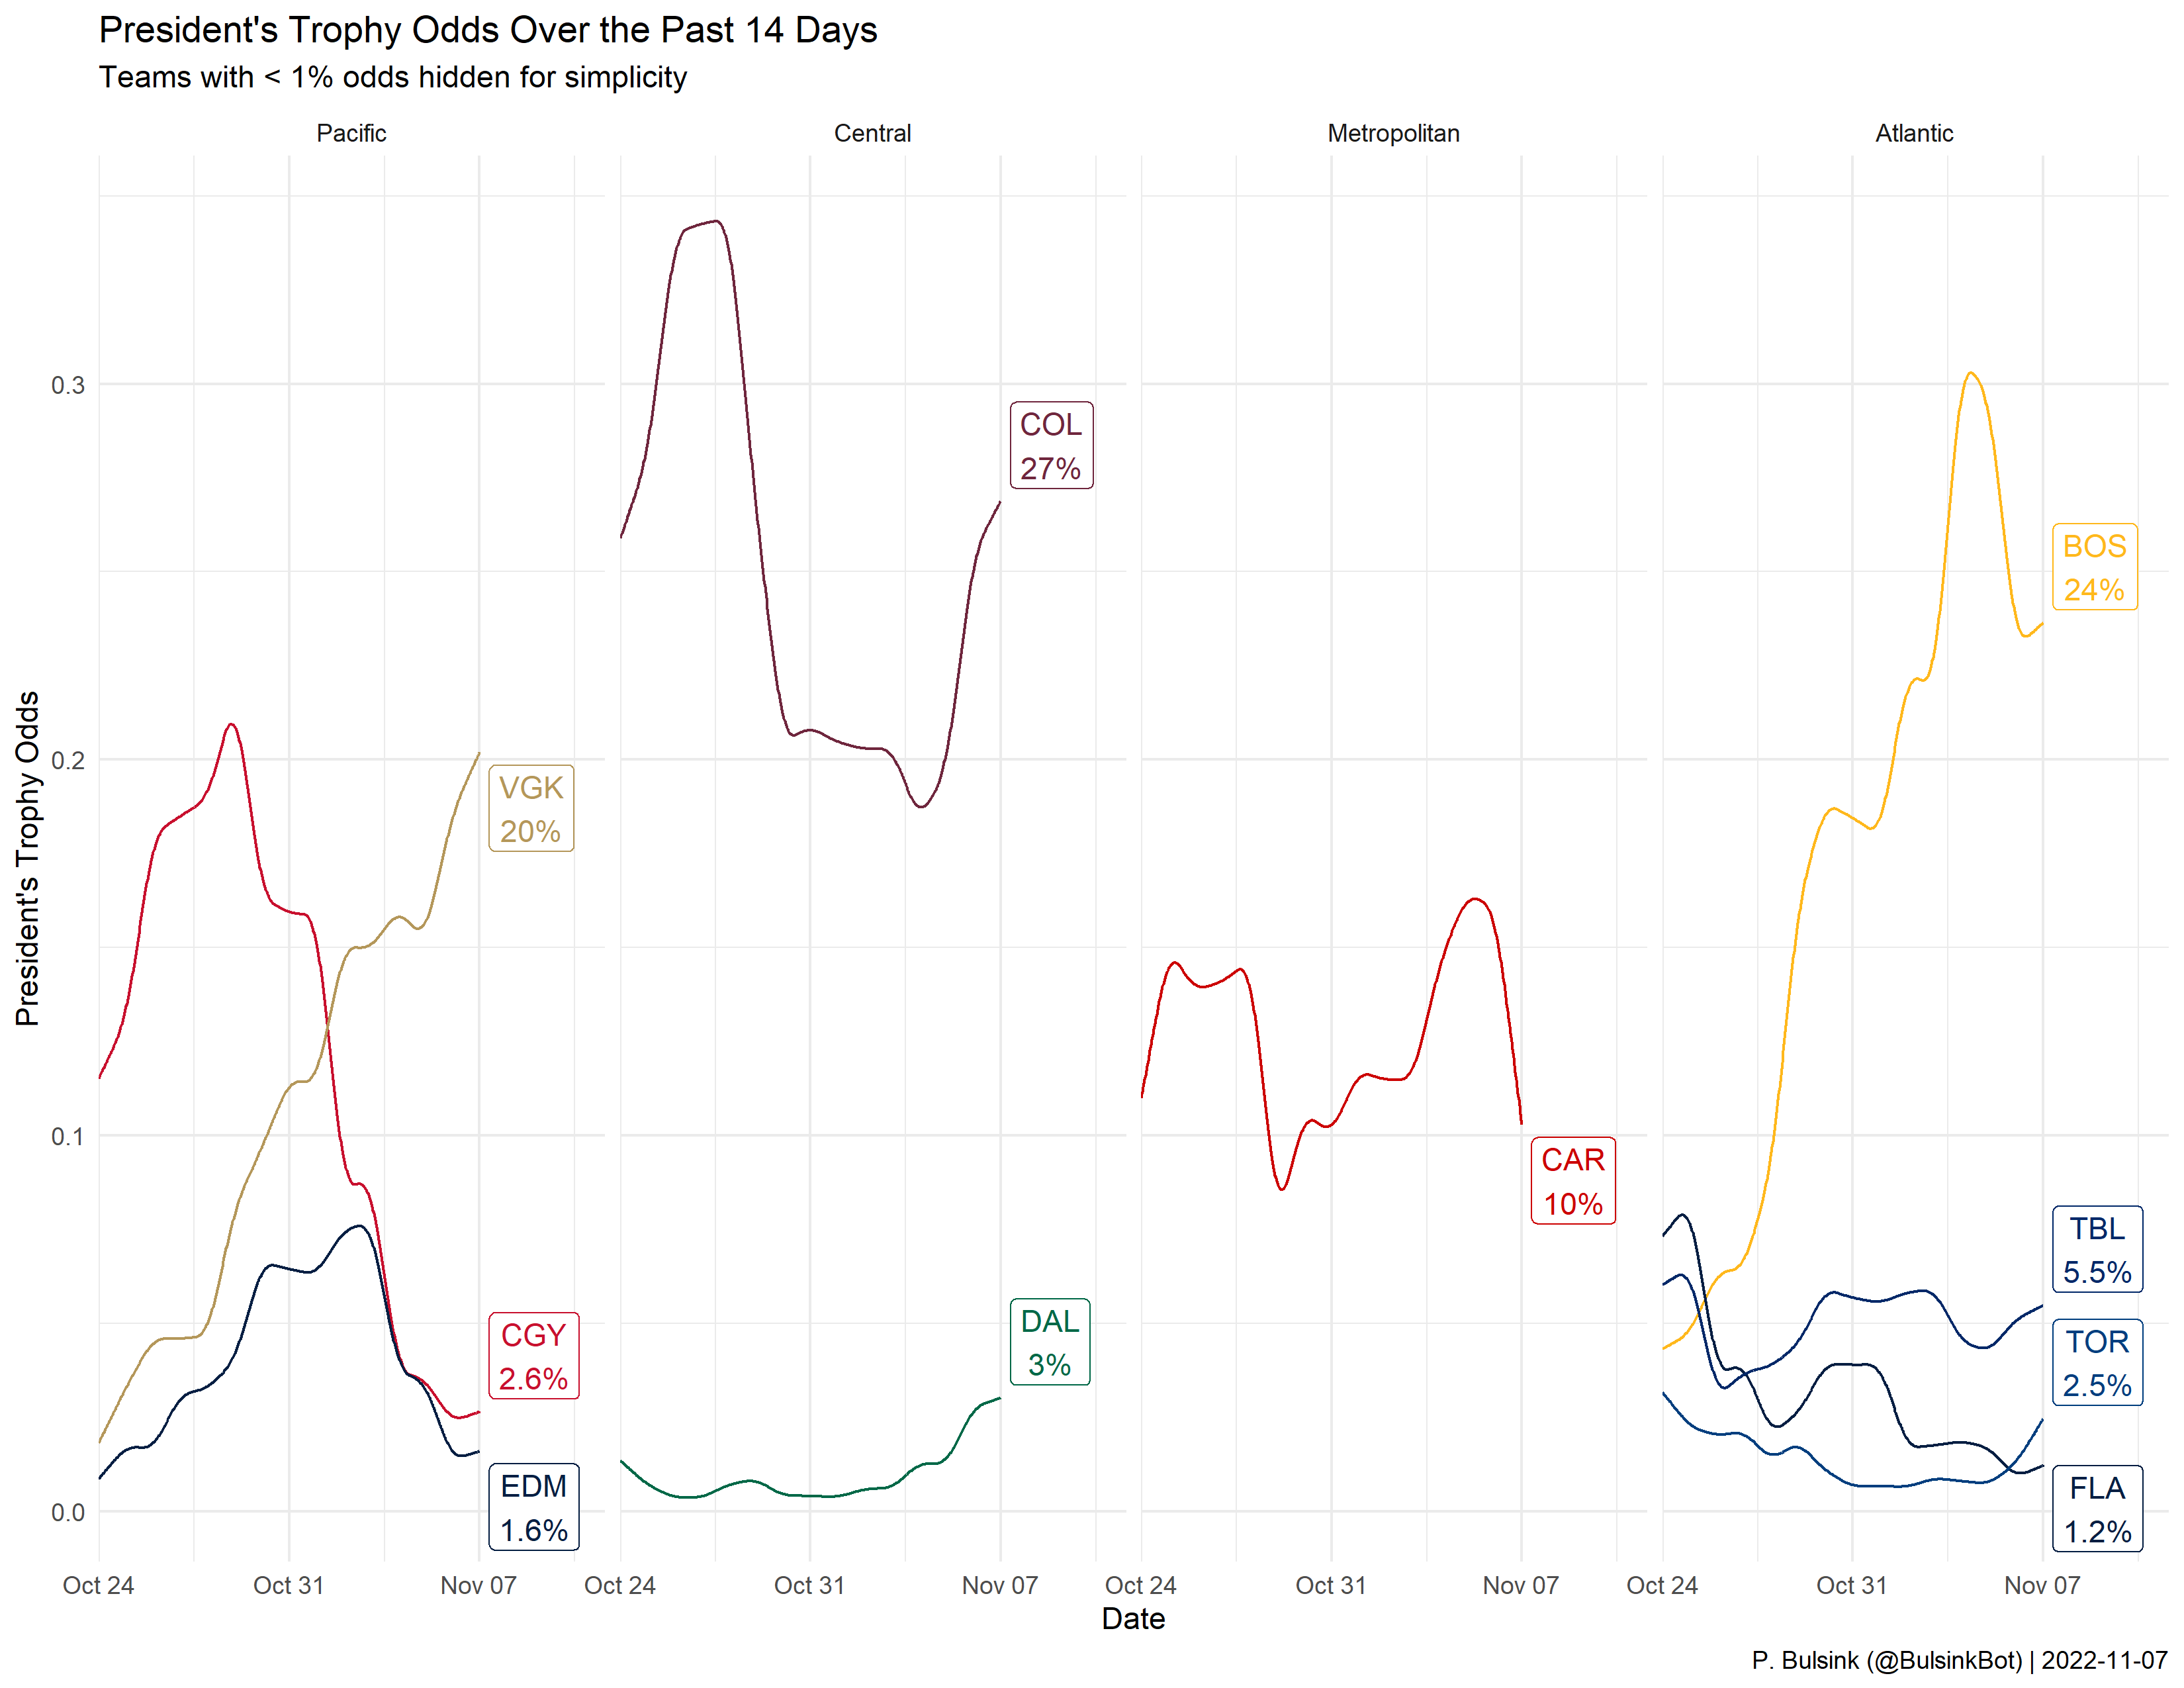 President's Trophy Odds Over the Past 14 Days
Teams with < 1% odds hidden for simplicity
Pacific
Central
Metropolitan
Atlantic
President's Trophy Odds
0.3
0.2
0.1
0.0
VGK
20%
CGY
2.6%
EDM
1.6%
COL
27%
DAL
3%
CAR
10%
BOS
24%
TBL
5.5%
TOR
2.5%
FLA
1.2%
Oct 24
Oct 31
Nov 07
Oct 24
Oct 31
Nov 07
Oct 24
Oct 31
Nov 07
Oct 24
Oct 31
Nov 07
Date
P. Bulsink (@BulsinkBot) | 2022-11-07